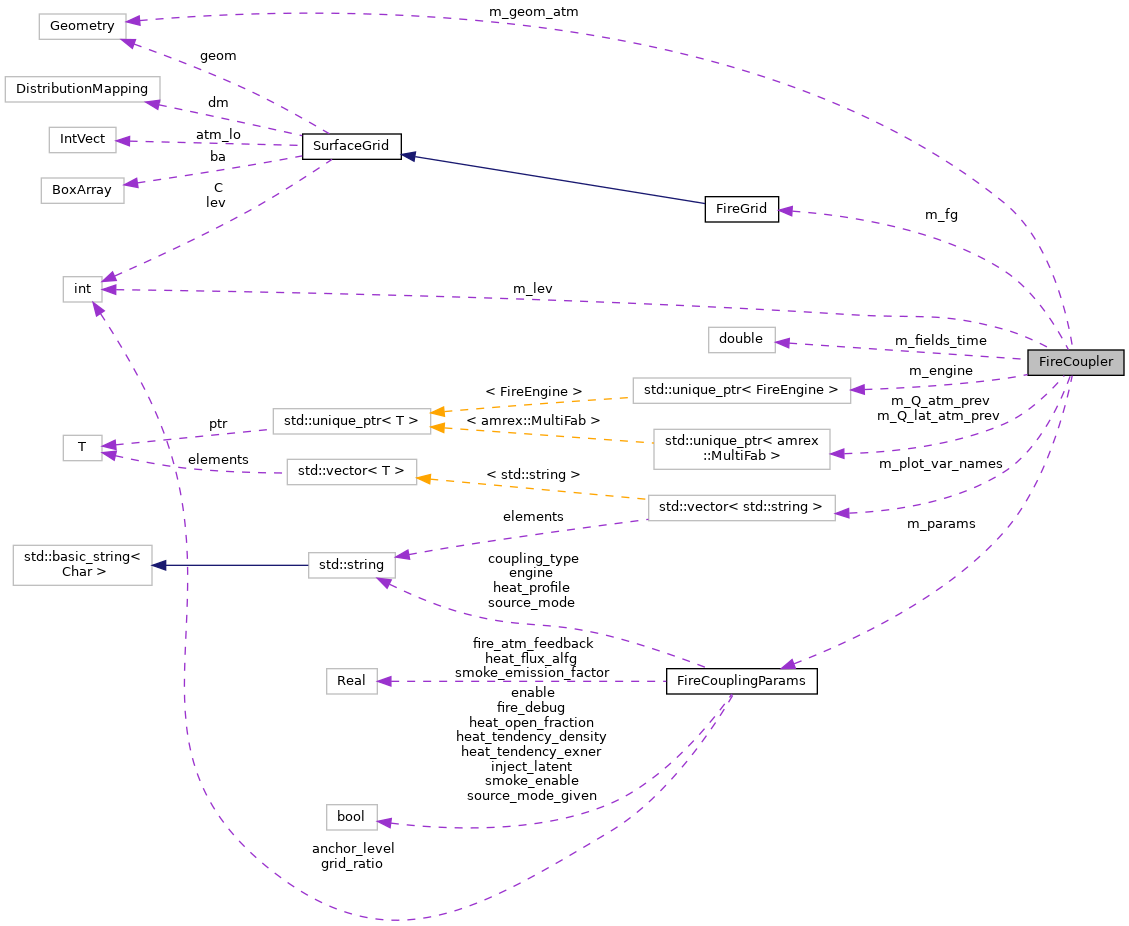 m_geom_atm
Geometry
geom
DistributionMapping
dm
IntVect
atm_lo
SurfaceGrid
ba
BoxArray
C
lev
FireGrid
m_fg
int
m_lev
double
m_fields_time
FireCoupler
m_engine
< FireEngine >
std::unique_ptr< FireEngine >
m_Q_atm_prev
m_Q_lat_atm_prev
ptr
std::unique_ptr< T >
< amrex::MultiFab >
std::unique_ptr< amrex
::MultiFab >
T
elements
std::vector< T >
m_plot_var_names
< std::string >
std::vector< std::string >
elements
m_params
std::basic_string<
Char >
std::string
coupling_type
engine
heat_profile
source_mode
fire_atm_feedback
heat_flux_alfg
smoke_emission_factor
Real
FireCouplingParams
enable
fire_debug
heat_open_fraction
heat_tendency_density
heat_tendency_exner
inject_latent
smoke_enable
source_mode_given
bool
anchor_level
grid_ratio